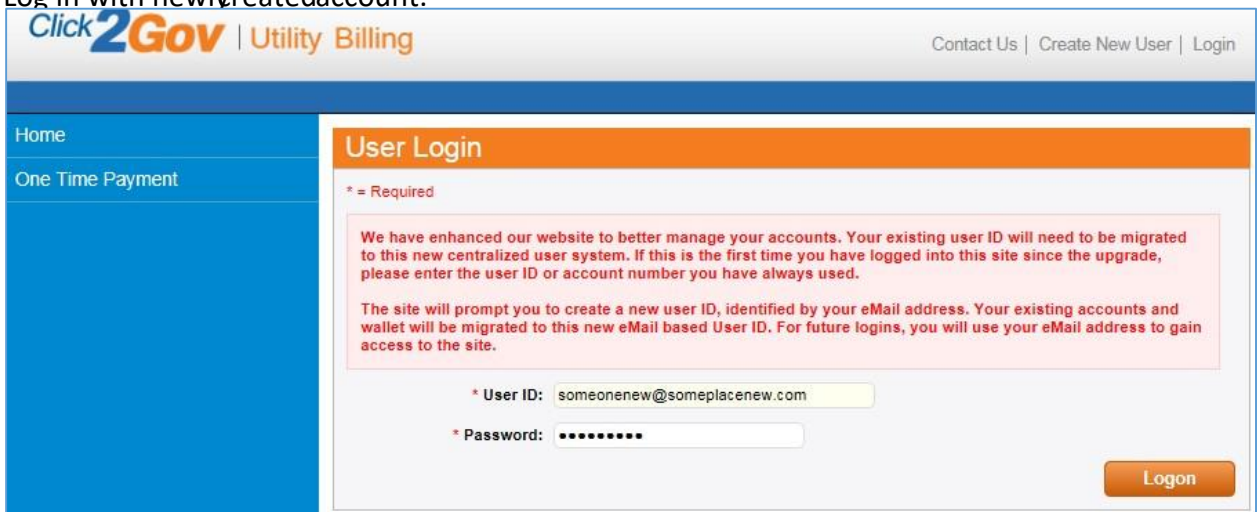 Log in with newly created account.
Click2Gov | Utility Billing
Contact Us | Create New User | Login
Home
One Time Payment
User Login
* = Required
We have enhanced our website to better manage your accounts. Your existing user ID will need to be migrated
to this new centralized user system. If this is the first time you have logged into this site since the upgrade,
please enter the user ID or account number you have always used.
The site will prompt you to create a new user ID, identified by your eMail address. Your existing accounts and
wallet will be migrated to this new eMail based User ID. For future logins, you will use your eMail address to gain
access to the site.
* User ID: someonenew@someplacenew.com
* Password: •••••••••
Logon